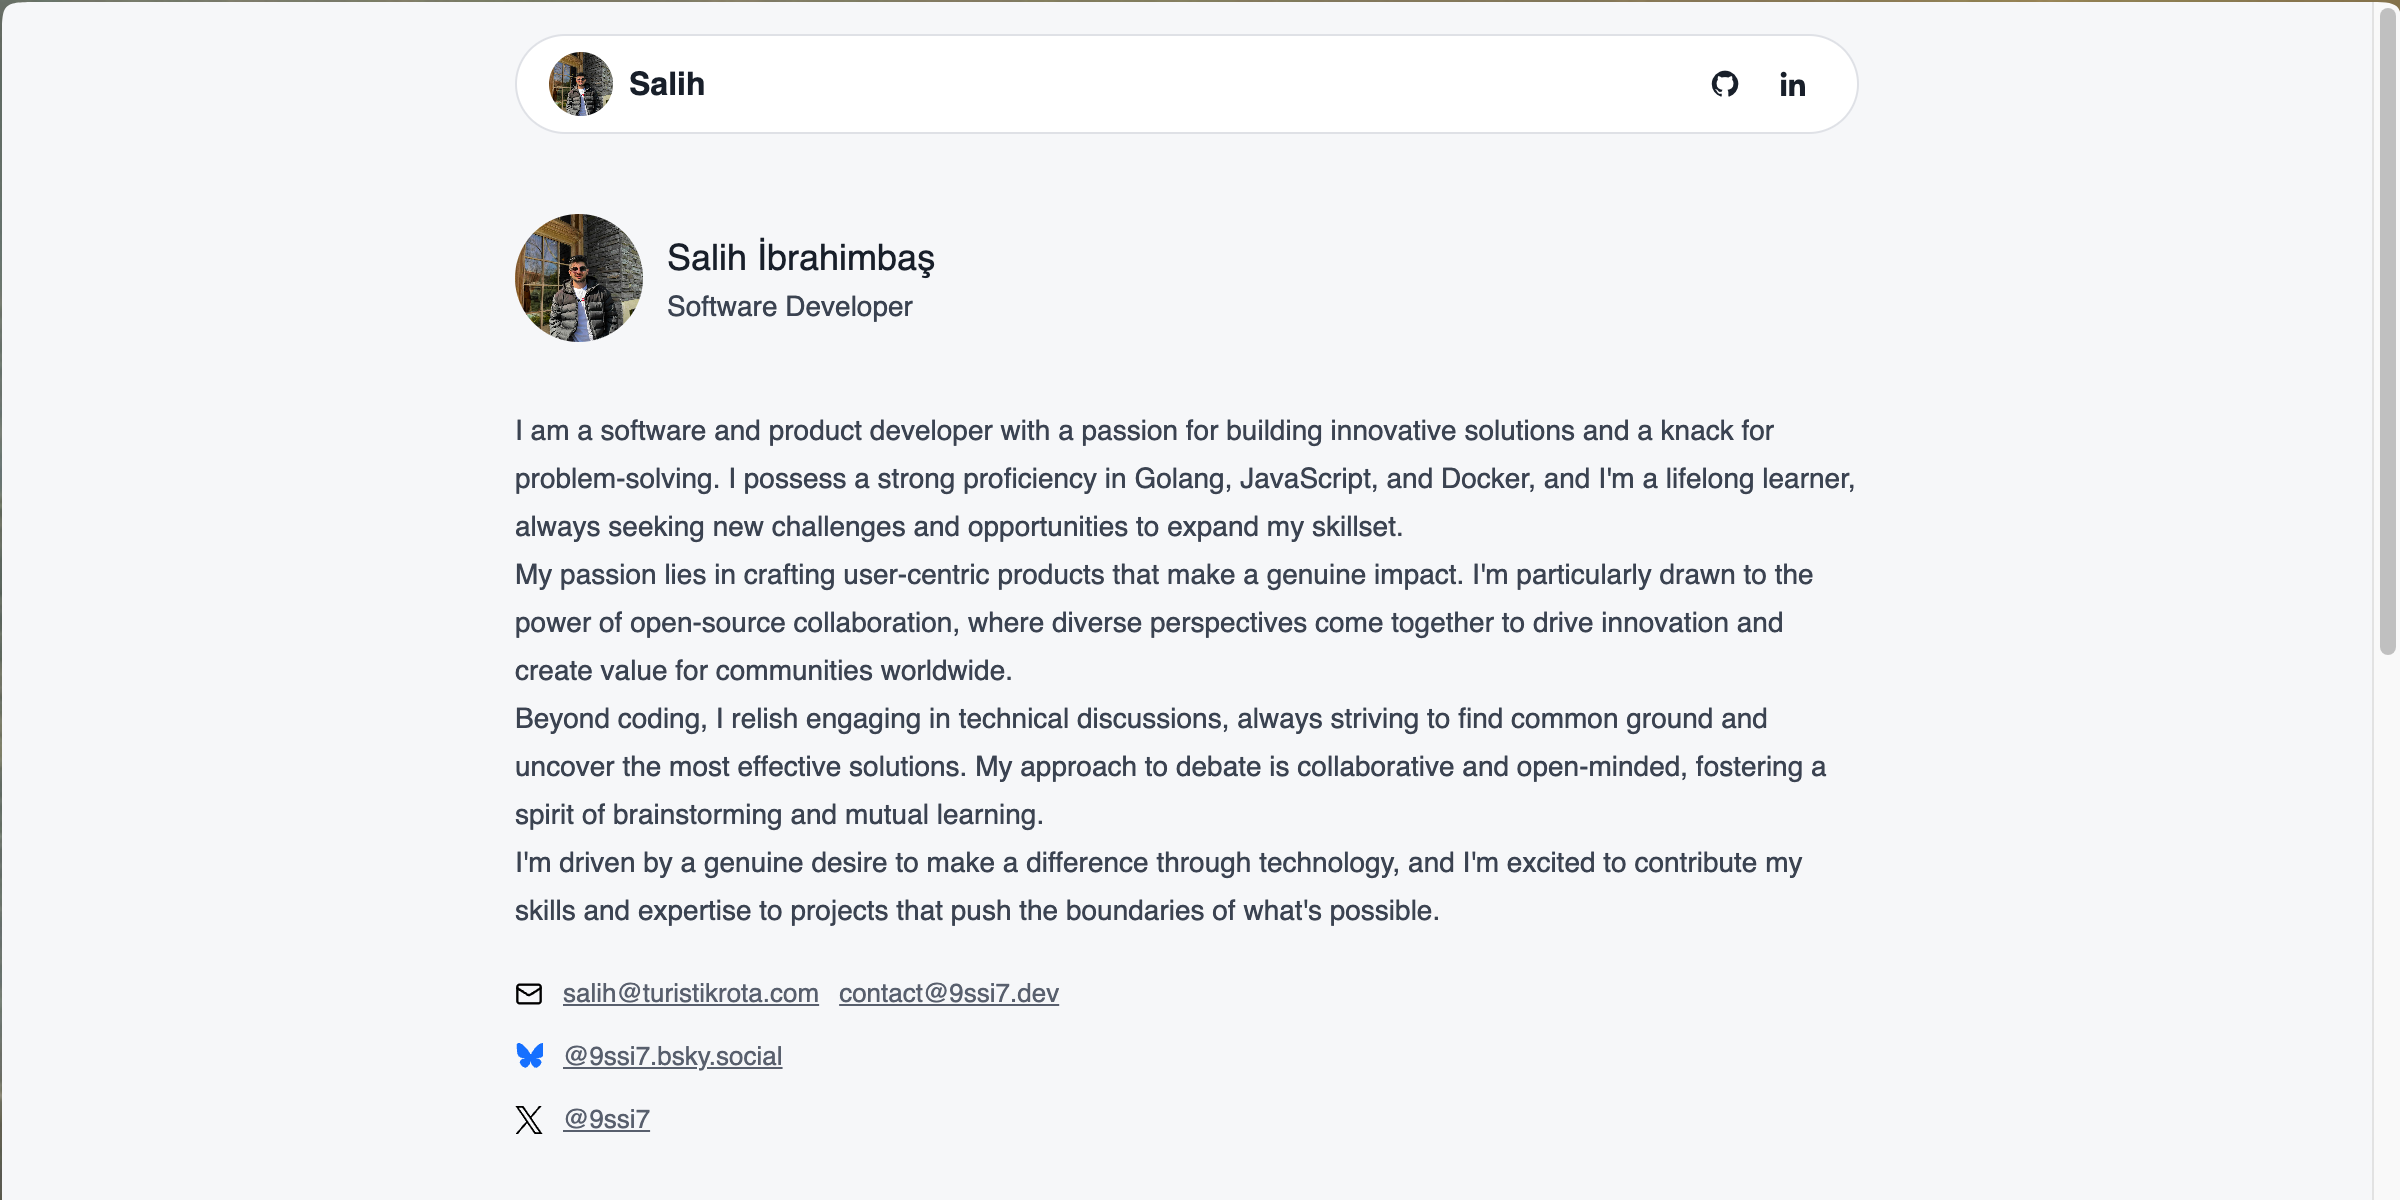 Salih
in
Salih İbrahimbaş
Software Developer
I am a software and product developer with a passion for building innovative solutions and a knack for
problem-solving. I possess a strong proficiency in Golang, JavaScript, and Docker, and I'm a lifelong learner,
always seeking new challenges and opportunities to expand my skillset.
My passion lies in crafting user-centric products that make a genuine impact. I'm particularly drawn to the
power of open-source collaboration, where diverse perspectives come together to drive innovation and
create value for communities worldwide.
Beyond coding, I relish engaging in technical discussions, always striving to find common ground and
uncover the most effective solutions. My approach to debate is collaborative and open-minded, fostering a
spirit of brainstorming and mutual learning.
I'm driven by a genuine desire to make a difference through technology, and I'm excited to contribute my
skills and expertise to projects that push the boundaries of what's possible.
salih@turistikrota.com contact@9ssi7.dev
@9ssi7.bsky.social
@9ssi7